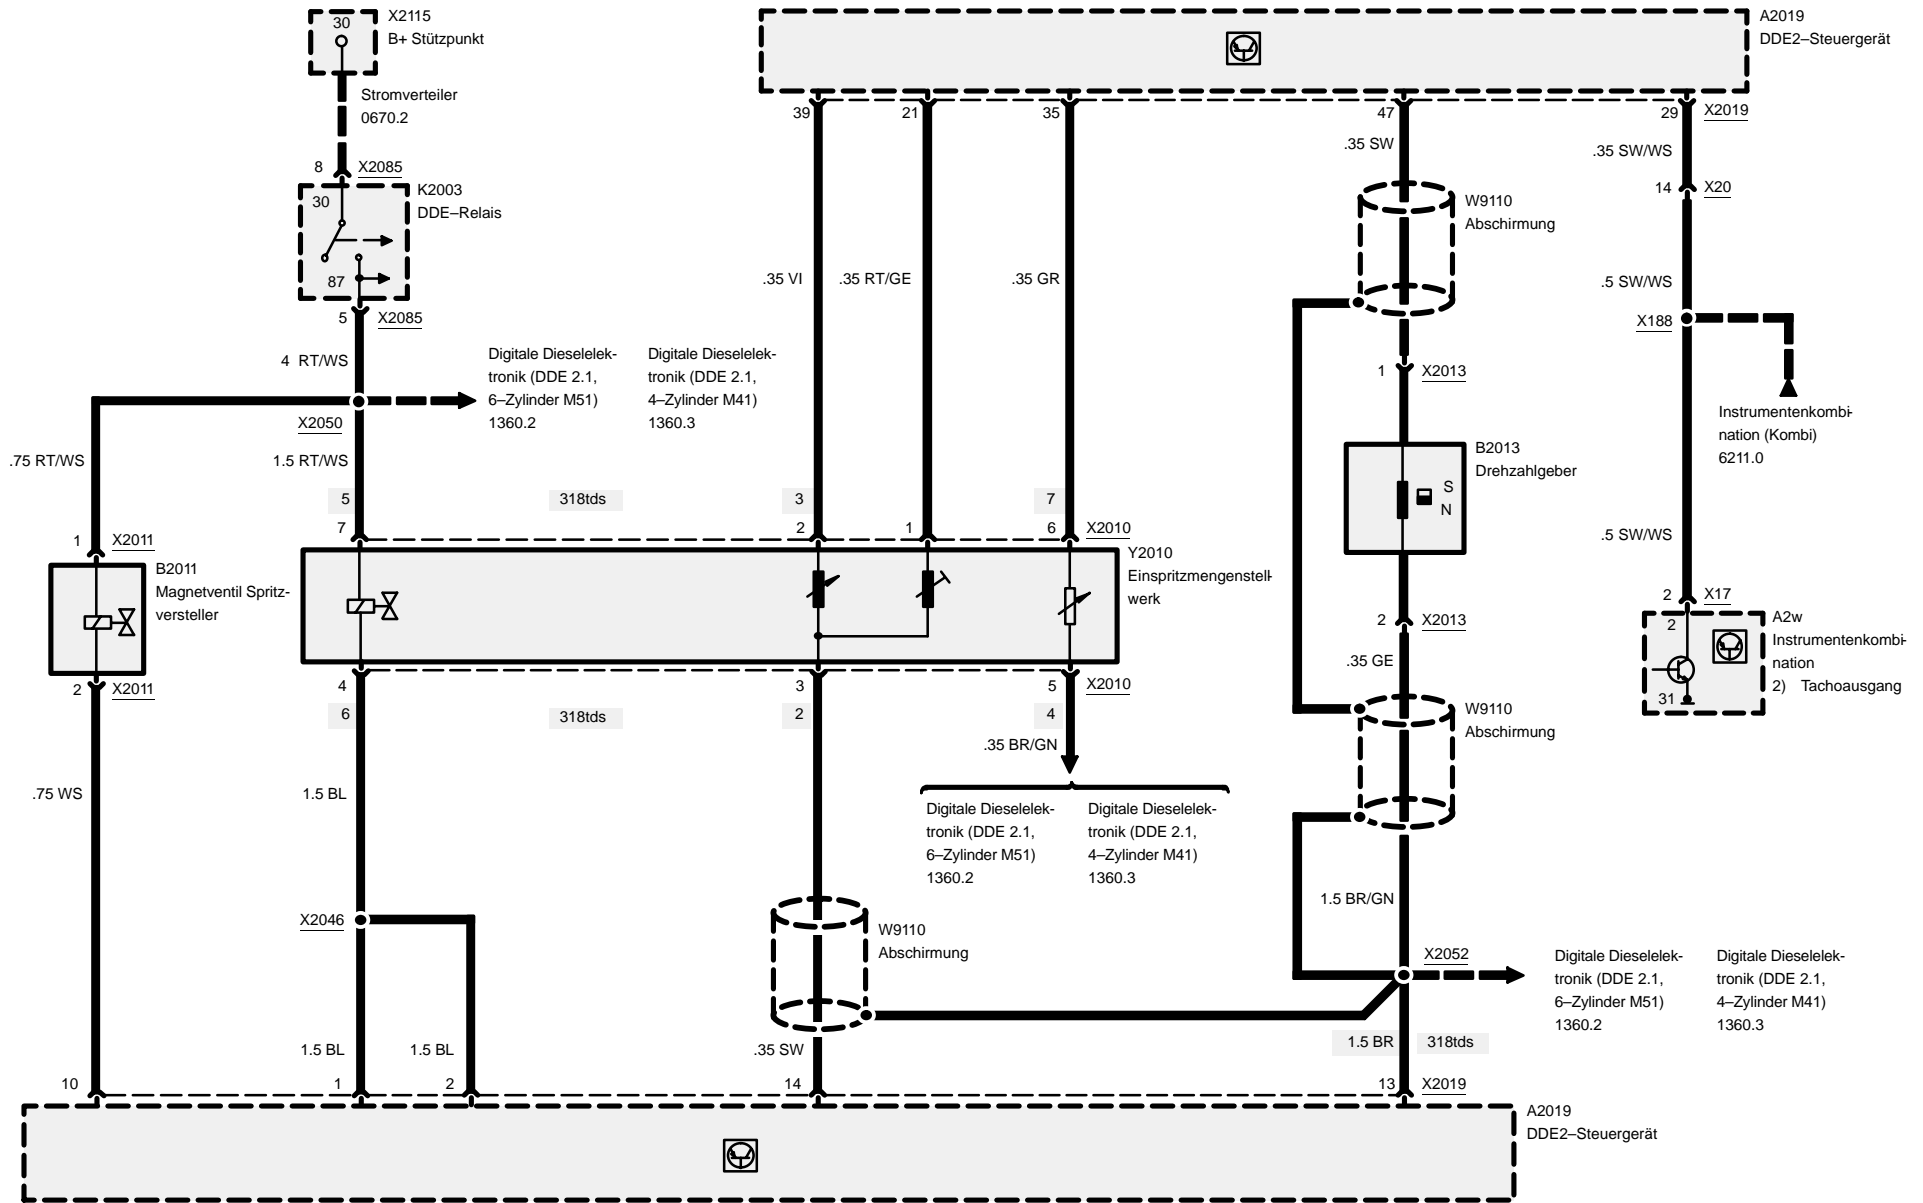 30
X2115
B+ Stützpunkt
A2019
DDE2–Steuergerät
Stromverteiler
0670.2
39
21
35
47
29
X2019
.35 SW
.35 SW/WS
8
X2085
K2003
DDE–Relais
30
87
14
X20
W9110
Abschirmung
.35 VI
.35 RT/GE
.35 GR
.5 SW/WS
5
X2085
X188
4 RT/WS
Digitale Dieselelek-
tronik (DDE 2.1,
6–Zylinder M51)
1360.2
Digitale Dieselelek-
tronik (DDE 2.1,
4–Zylinder M41)
1360.3
1
X2013
X2050
Instrumentenkombi-
nation (Kombi)
6211.0
.75 RT/WS
1.5 RT/WS
B2013
Drehzahlgeber
S
N
5
318tds
3
7
7
2
1
6
X2010
1
X2011
.5 SW/WS
B2011
Magnetventil Spritz-
versteller
Y2010
Einspritzmengenstell-
werk
2
X17
2
31
A2w
Instrumentenkombi-
nation
2) Tachoausgang
2
X2013
.35 GE
2
X2011
4
3
5
X2010
6
318tds
2
4
W9110
Abschirmung
.35 BR/GN
.75 WS
1.5 BL
Digitale Dieselelek-
tronik (DDE 2.1,
6–Zylinder M51)
1360.2
Digitale Dieselelek-
tronik (DDE 2.1,
4–Zylinder M41)
1360.3
1.5 BR/GN
X2046
W9110
Abschirmung
X2052
Digitale Dieselelek-
tronik (DDE 2.1,
6–Zylinder M51)
1360.2
Digitale Dieselelek-
tronik (DDE 2.1,
4–Zylinder M41)
1360.3
1.5 BL
1.5 BL
.35 SW
1.5 BR
318tds
10
1
2
14
13
X2019
A2019
DDE2–Steuergerät